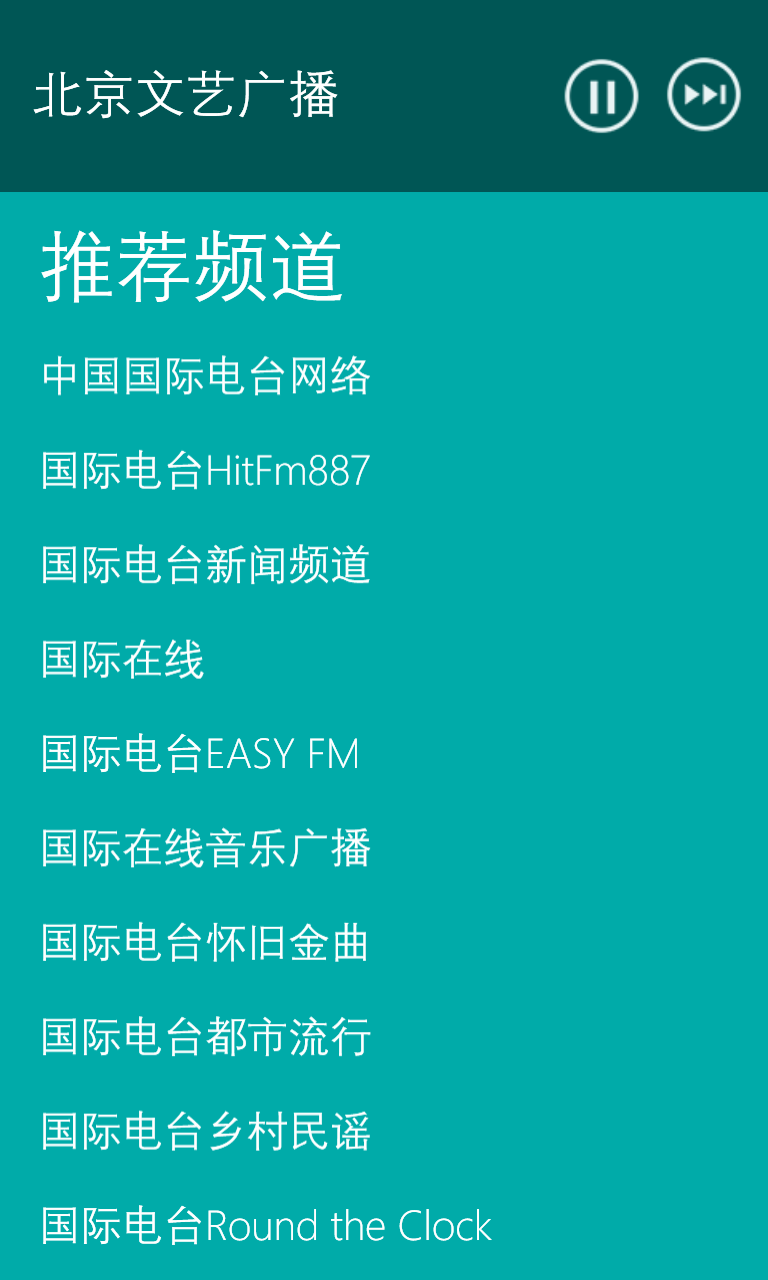 北京文艺广播
推荐频道
中国国际电台网络
国际电台HitFm887
国际电台新闻频道
国际在线
国际电台EASY FM
国际在线音乐广播
国际电台怀旧金曲
国际电台都市流行
国际电台乡村民谣
国际电台Round the Clock